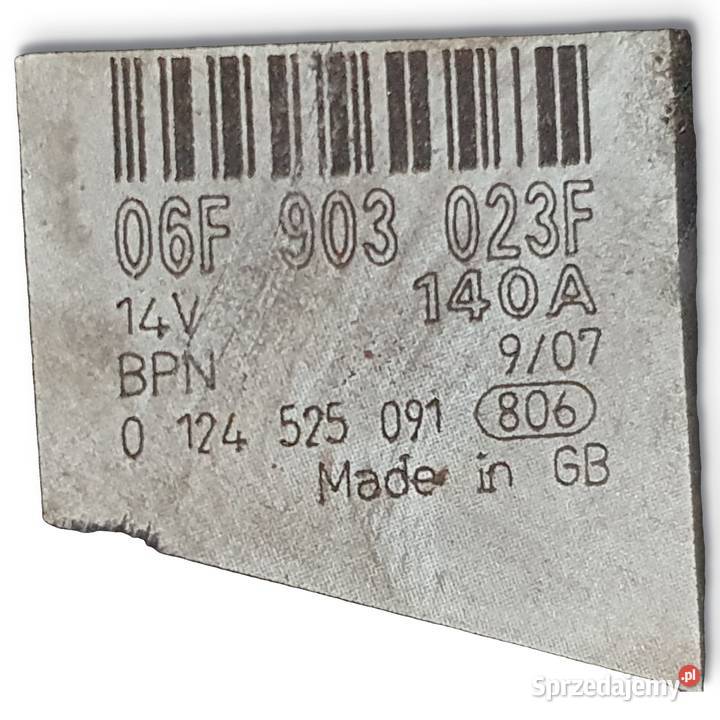 06F 903 023F
14V 140A
BPN 9/07
0 124 525 091 806
Made in GB
Sprzedajemy.pl